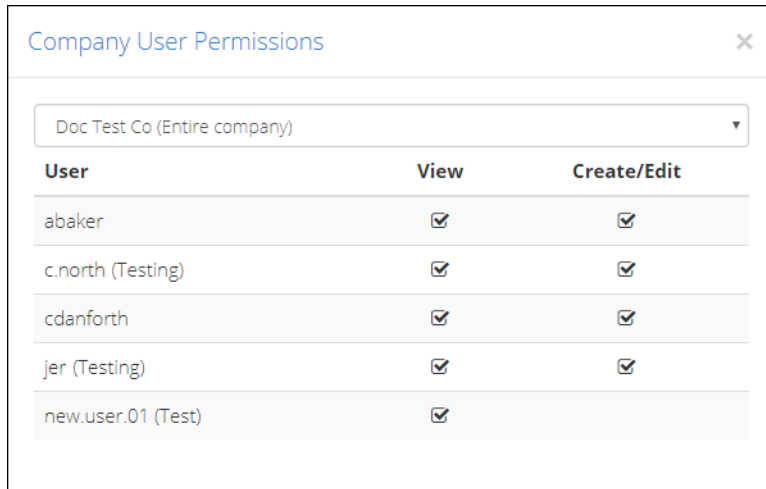 Company User Permissions
Doc Test Co (Entire company)
User View Create/Edit
abaker
c.north (Testing)
cdanforth
jer (Testing)
new.user.01 (Test)